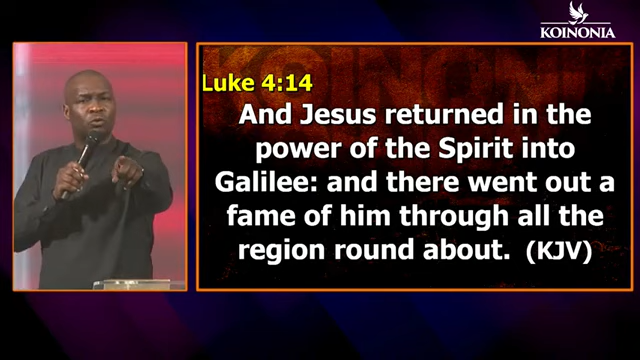 KOINONIA
Luke 4:14
And Jesus returned in the
power of the Spirit into
Galilee: and there went out a
fame of him through all the
region round about. (KJV)